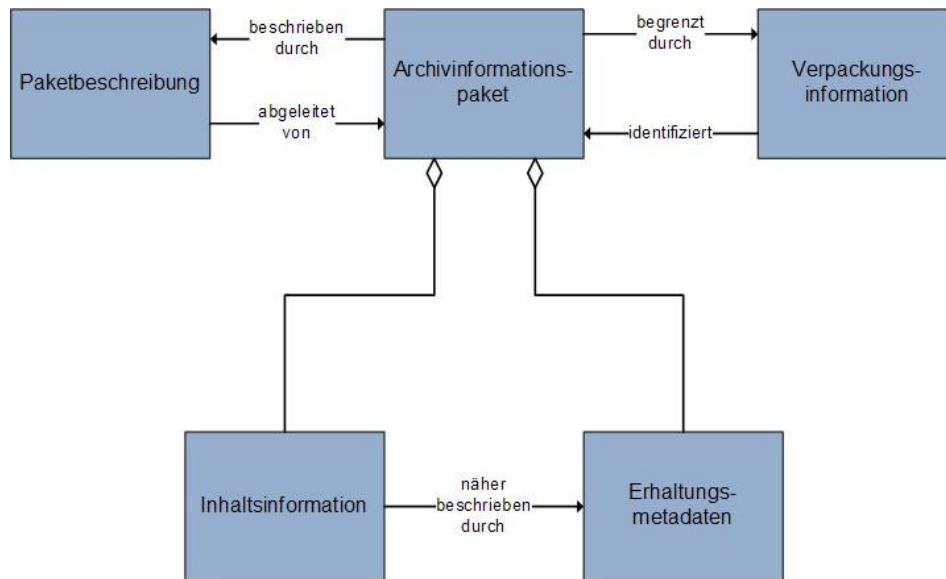 Paketbeschreibung
beschrieben
durch
abgeleitet
von
Archivinformations-
paket
begrenzt
durch
identifiziert
Verpackungs-
information
Inhaltsinformation
näher
beschrieben
durch
Erhaltungs-
metadaten